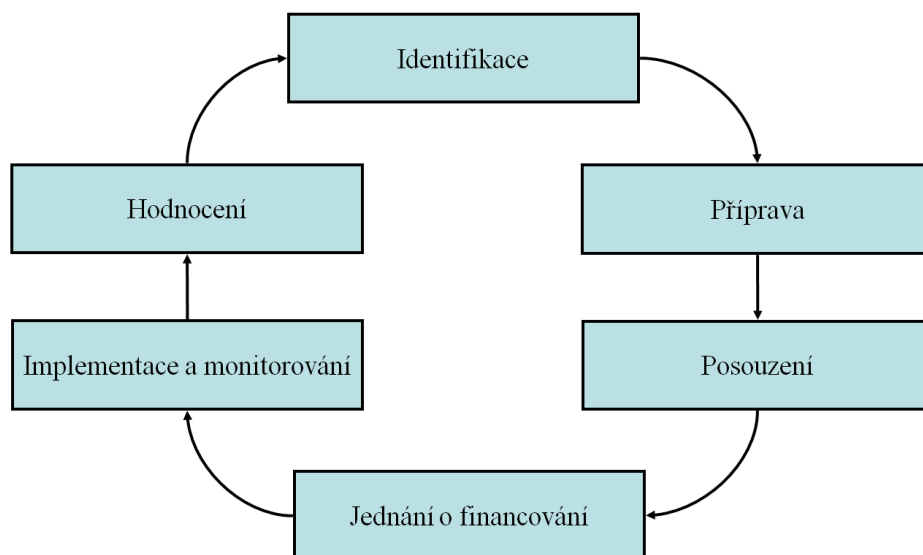 Identifikace
Příprava
Posouzení
Jednání o financování
Implementace a monitorování
Hodnocení